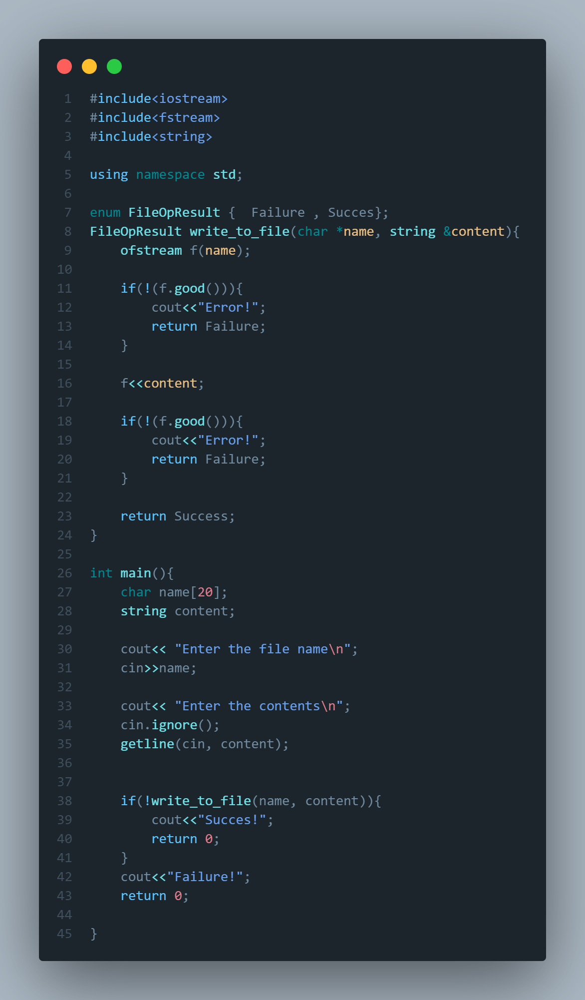 1 #include<iostream>
2 #include<fstream>
3 #include<string>
4
5 using namespace std;
6
7 enum FileOpResult {  Failure , Succes};
8 FileOpResult write_to_file(char *name, string &content){
9     ofstream f(name);
10
11     if(!(f.good())){
12         cout<<"Error!";
13         return Failure;
14     }
15
16     f<<content;
17
18     if(!(f.good())){
19         cout<<"Error!";
20         return Failure;
21     }
22
23     return Success;
24 }
25
26 int main(){
27     char name[20];
28     string content;
29
30     cout<< "Enter the file name\n";
31     cin>>name;
32
33     cout<< "Enter the contents\n";
34     cin.ignore();
35     getline(cin, content);
36
37
38     if(!write_to_file(name, content)){
39         cout<<"Succes!";
40         return 0;
41     }
42     cout<<"Failure!";
43     return 0;
44
45 }